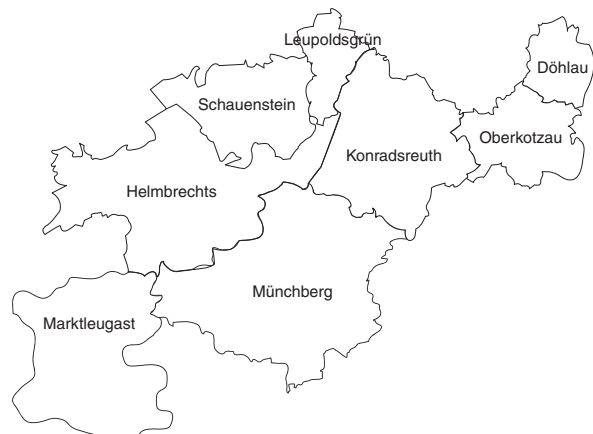 Leupoldsgrün
Döhlau
Schauenstein
Oberkotzau
Konradsreuth
Helmbrechts
Münchberg
Marktleugast